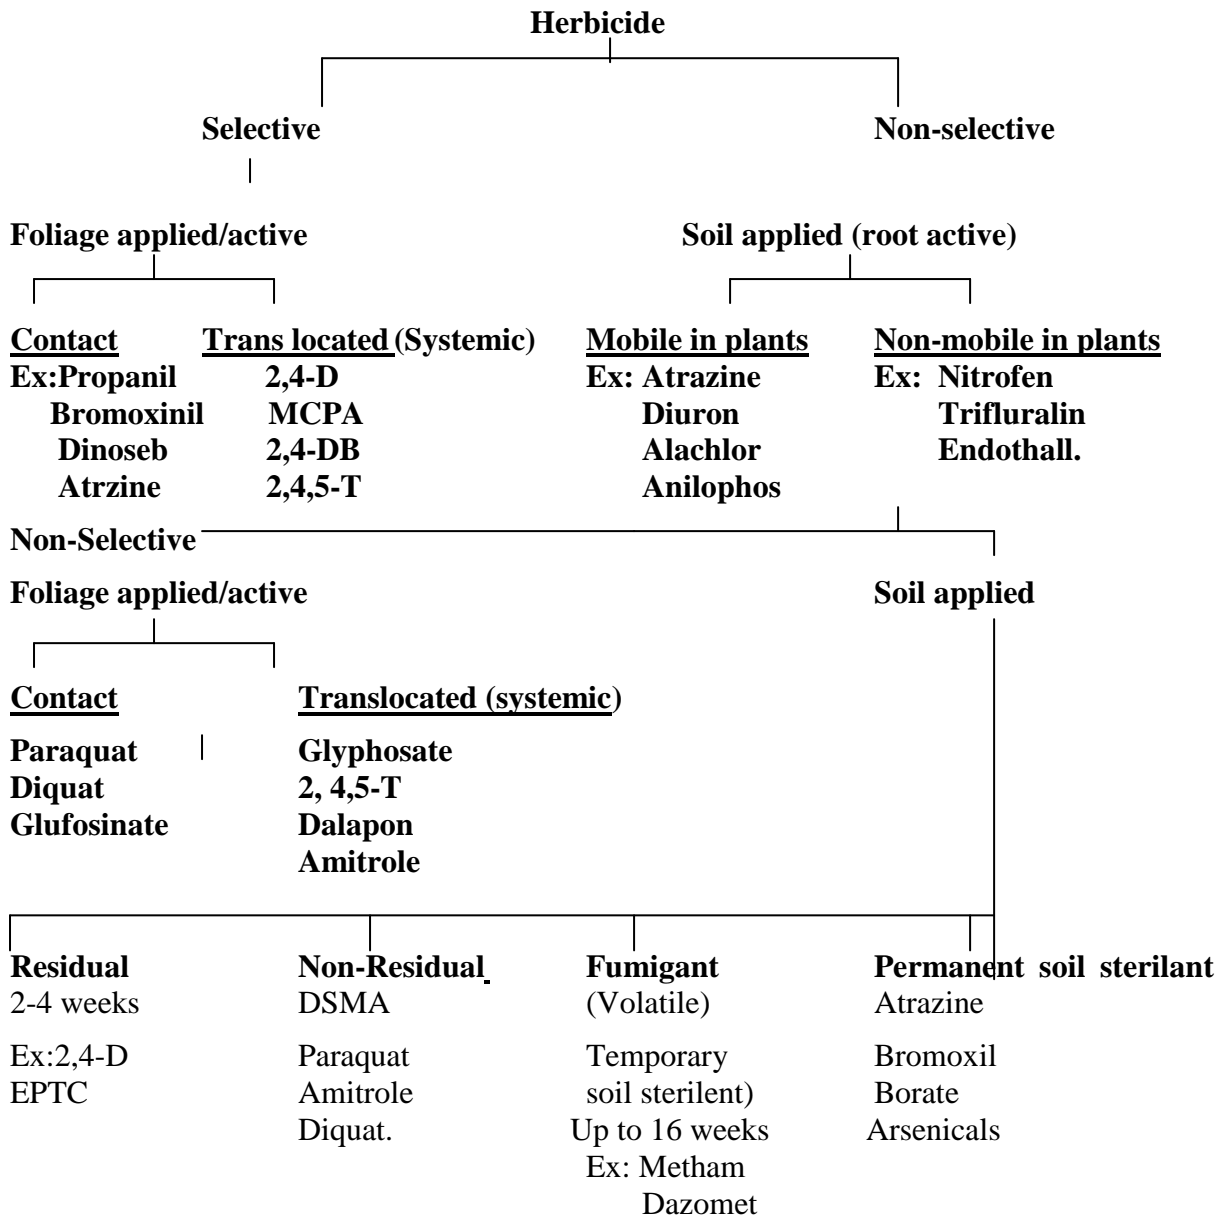 Herbicide
Selective Non-selective
Foliage applied/active Soil applied (root active)
Contact Trans located (Systemic) Mobile in plants Non-mobile in plants
Ex:Propanil 2,4-D Ex: Atrazine Ex: Nitrofen
Bromoxinil MCPA Diuron Trifluralin
Dinoseb 2,4-DB Alachlor Endothall.
Atrzine 2,4,5-T Anilophos
Non-Selective
Foliage applied/active Soil applied
Contact Translocated (systemic)
Paraquat Glyphosate
Diquat 2, 4,5-T
Glufosinate Dalapon
Amitrole
Residual Non-Residual Fumigant Permanent soil sterilant
2-4 weeks DSMA (Volatile) Atrazine
Ex:2,4-D Paraquat Temporary Bromoxil
EPTC Amitrole soil sterilent) Borate
Diquat. Up to 16 weeks Arsenicals
Ex: Metham
Dazomet